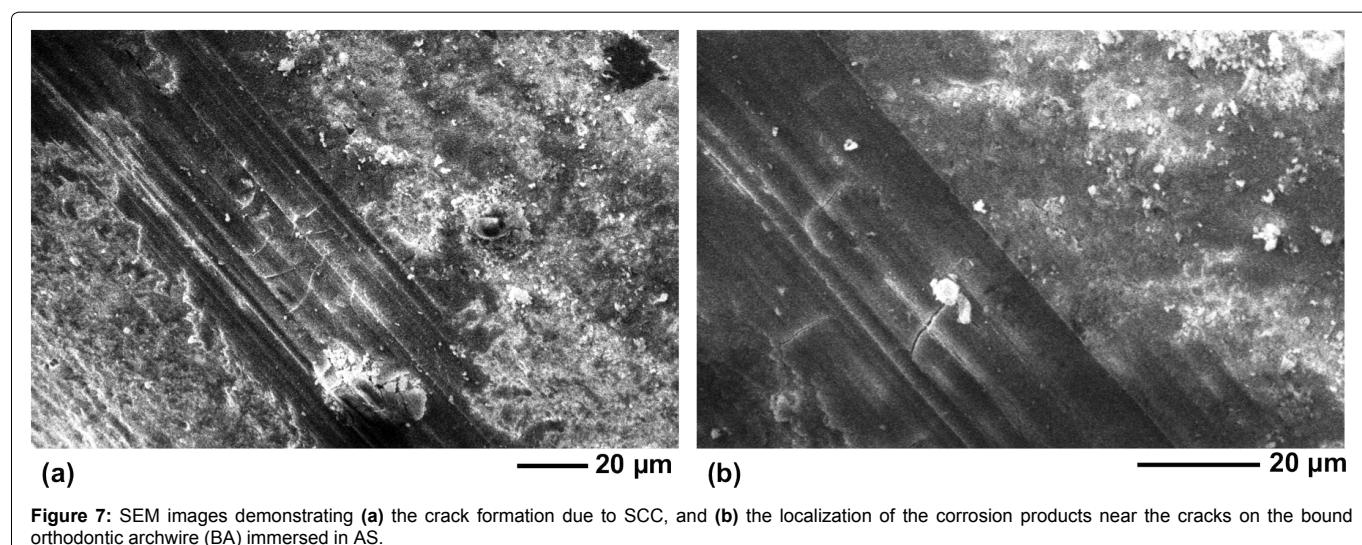 (a) 20 µm (b) 20 µm
Figure 7: SEM images demonstrating (a) the crack formation due to SCC, and (b) the localization of the corrosion products near the cracks on the bound
orthodontic archwire (BA) immersed in AS.